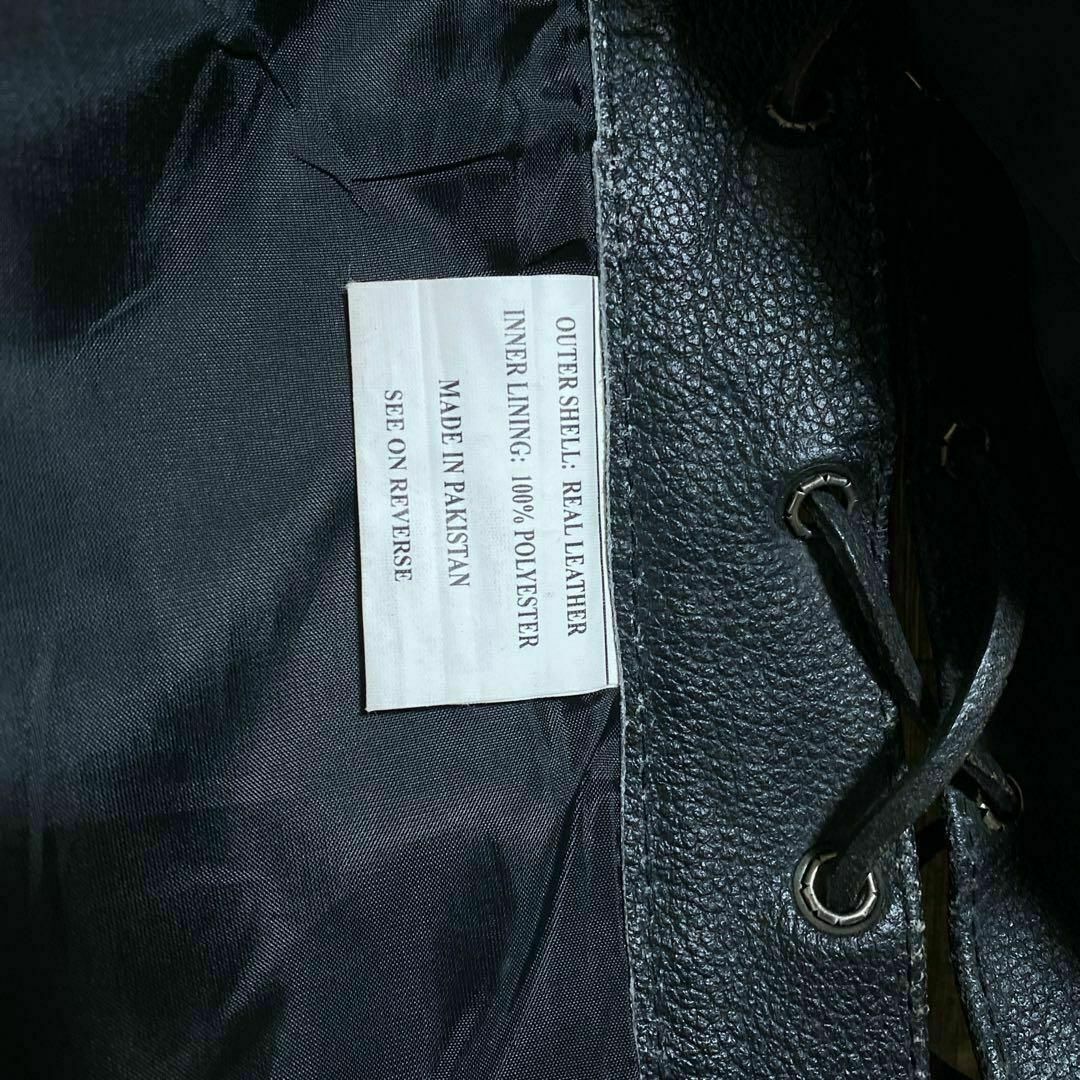 OUTER SHELL: REAL LEATHER
INNER LINING: 100% POLYESTER
MADE IN PAKISTAN
SEE ON REVERSE